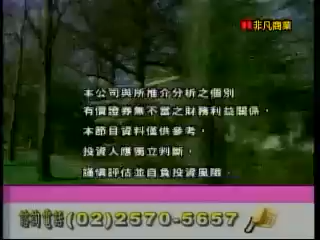 非凡商業
本公司與所推介分析之個別
有價證券無不當之財務利益關係，
本節目資料僅供參考，
投資人應獨立判斷，
謹慎評估並自負投資風險。
諮詢電話 (02)2570-5657